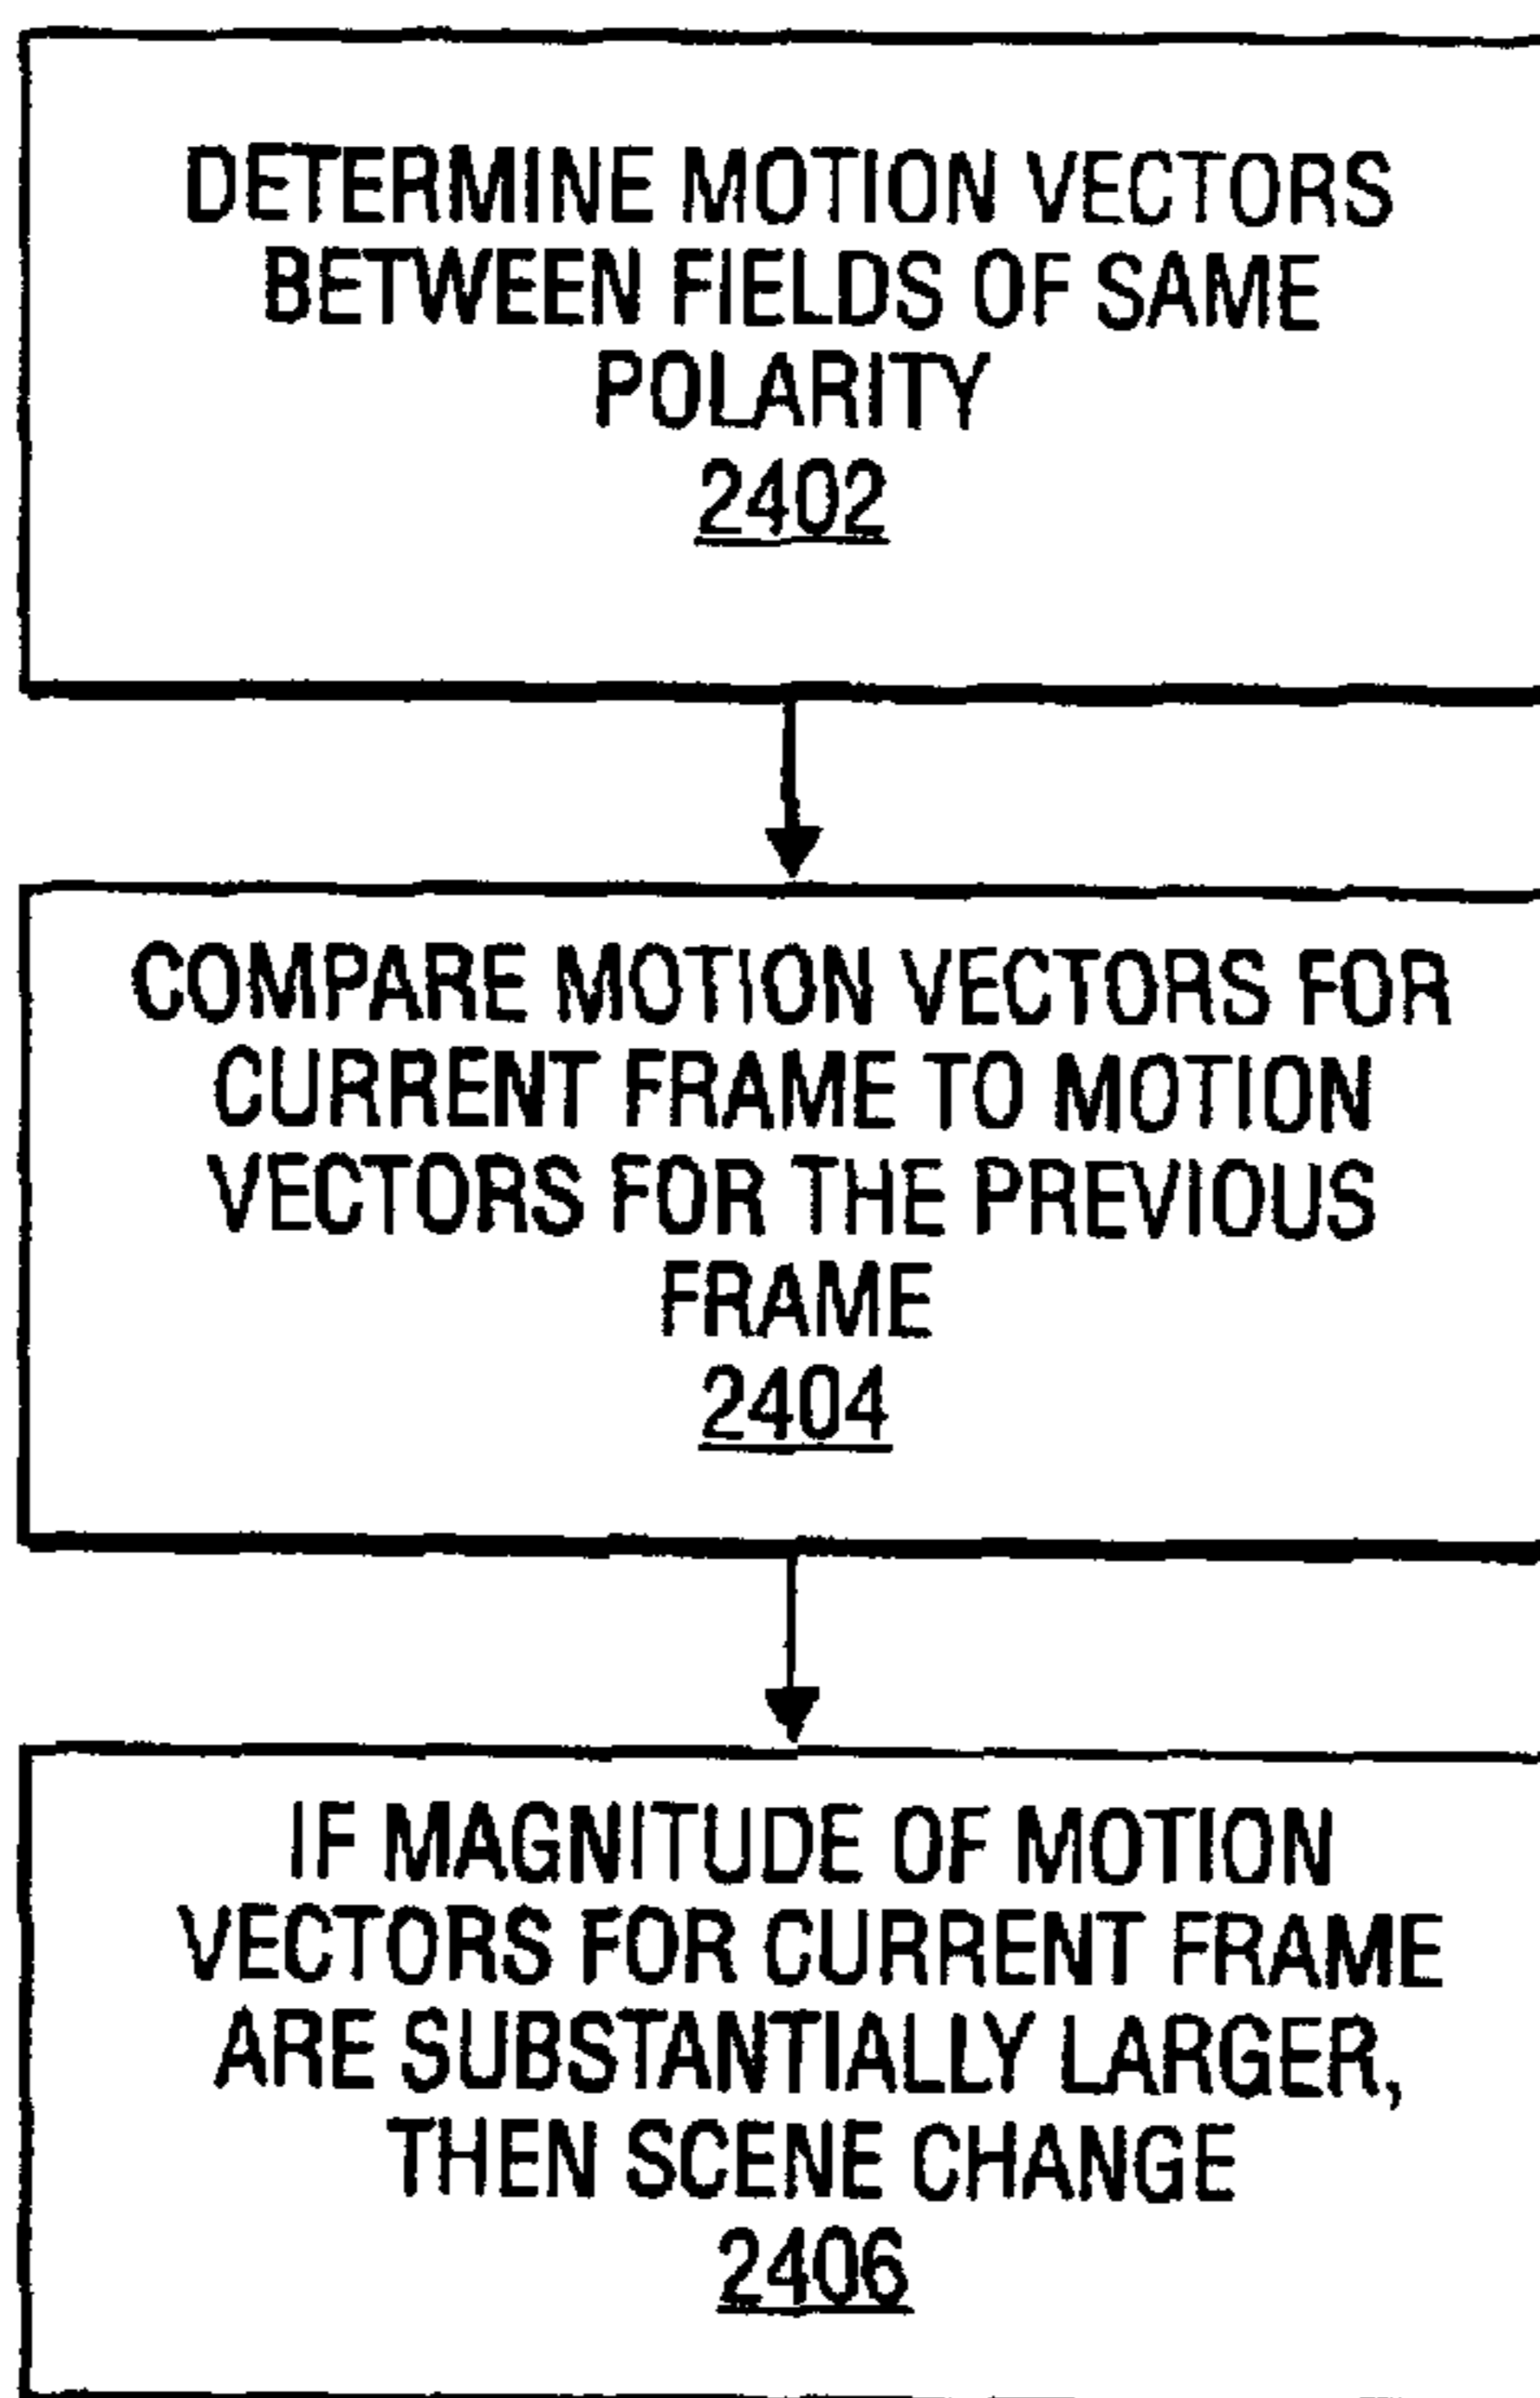 DETERMINE MOTION VECTORS
BETWEEN FIELDS OF SAME
POLARITY
2402
COMPARE MOTION VECTORS FOR
CURRENT FRAME TO MOTION
VECTORS FOR THE PREVIOUS
FRAME
2404
IF MAGNITUDE OF MOTION
VECTORS FOR CURRENT FRAME
ARE SUBSTANTIALLY LARGER,
THEN SCENE CHANGE
2406